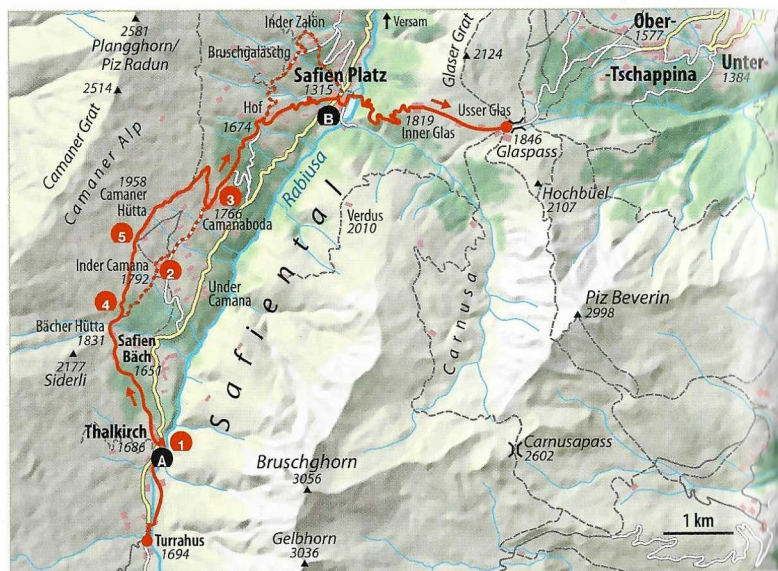 Inder Zalön
Versam
2581
Plangghorn/
Piz Radun
Bruschgaläschg
Glaser Grat
2124
Ober-
1577
-Tschappina
Unter-
1384
2514
Safien Platz
1315
Camaner Grat
Camaner Alp
Hof
1674
B
Usser Glas
1819
Inner Glas
1846
Glaspass
Rabiusa
1958
Camaner
Hütta
3
1766
Camanaboda
Hochbüel
2107
5
Verdus
2010
Inder Camana
1792
2
Under
Camana
4
Safiental
Carnusa
Piz Beverin
2998
Bächer Hütta
1831
Safien
Bäch
1651
2177
Siderli
Thalkirch
1686
1
A
Carnusapass
2602
Bruschghorn
3056
1 km
Turrahus
1694
Gelbhorn
3036